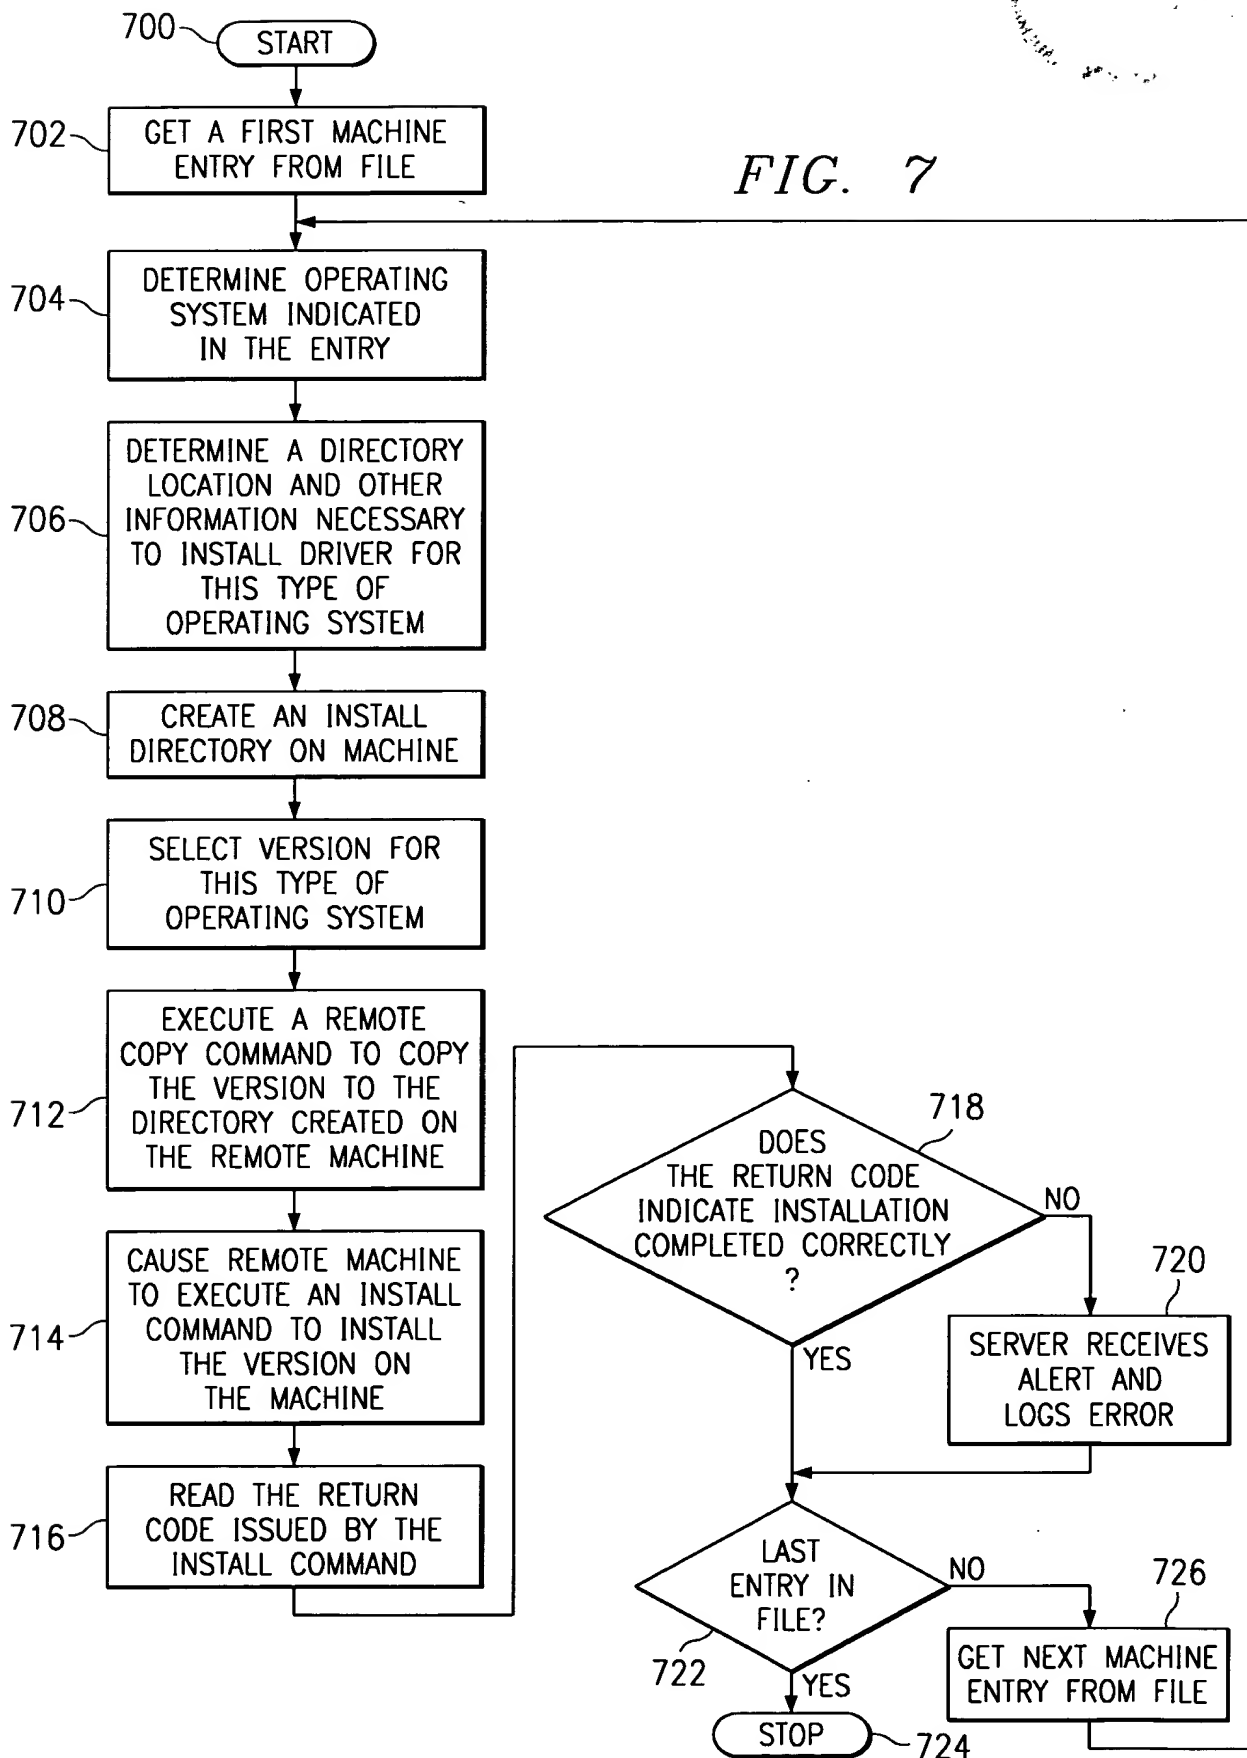 700
START
702
GET A FIRST MACHINE
ENTRY FROM FILE
FIG. 7
704
DETERMINE OPERATING
SYSTEM INDICATED
IN THE ENTRY
706
DETERMINE A DIRECTORY
LOCATION AND OTHER
INFORMATION NECESSARY
TO INSTALL DRIVER FOR
THIS TYPE OF
OPERATING SYSTEM
708
CREATE AN INSTALL
DIRECTORY ON MACHINE
710
SELECT VERSION FOR
THIS TYPE OF
OPERATING SYSTEM
712
EXECUTE A REMOTE
COPY COMMAND TO COPY
THE VERSION TO THE
DIRECTORY CREATED ON
THE REMOTE MACHINE
714
CAUSE REMOTE MACHINE
TO EXECUTE AN INSTALL
COMMAND TO INSTALL
THE VERSION ON
THE MACHINE
716
READ THE RETURN
CODE ISSUED BY THE
INSTALL COMMAND
718
DOES
THE RETURN CODE
INDICATE INSTALLATION
COMPLETED CORRECTLY
?
NO
YES
720
SERVER RECEIVES
ALERT AND
LOGS ERROR
LAST
ENTRY IN
FILE?
722
NO
YES
726
GET NEXT MACHINE
ENTRY FROM FILE
STOP
724